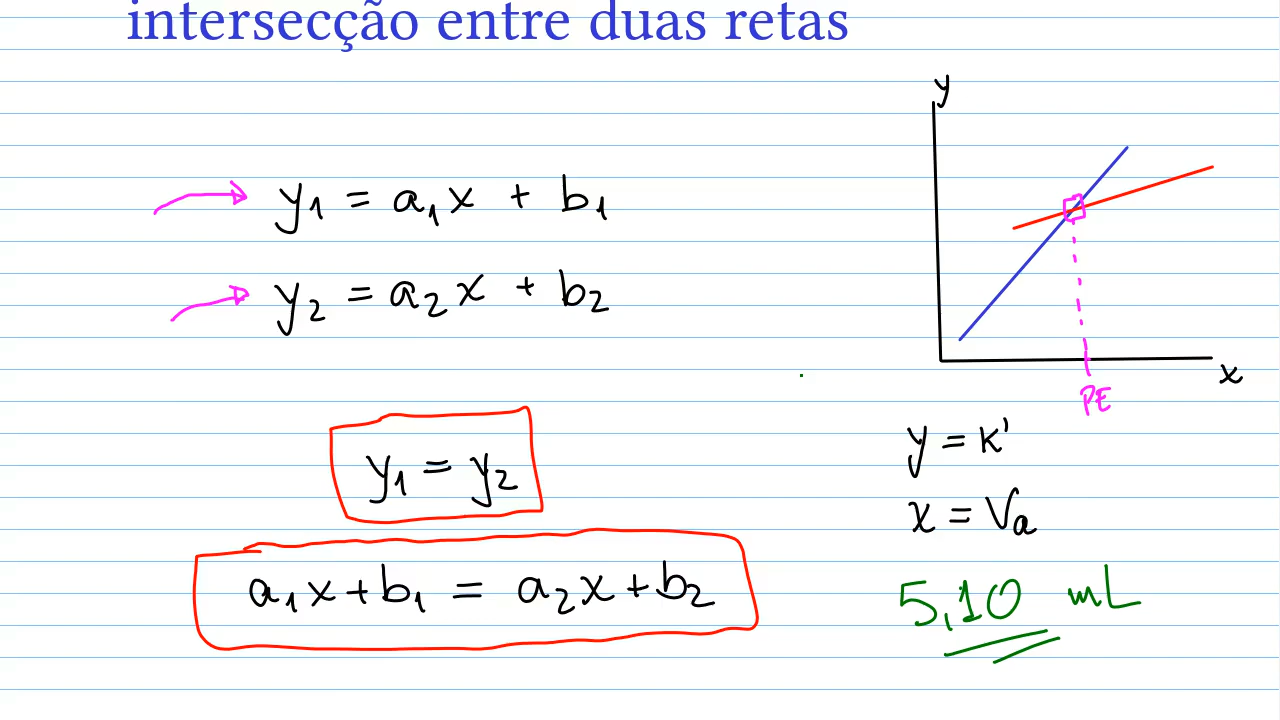 intersecção entre duas retas
y1 = a1x + b1
y2 = a2x + b2
y1 = y2
a1x + b1 = a2x + b2
y
x
PE
y = K'
x = Va
5,10 mL